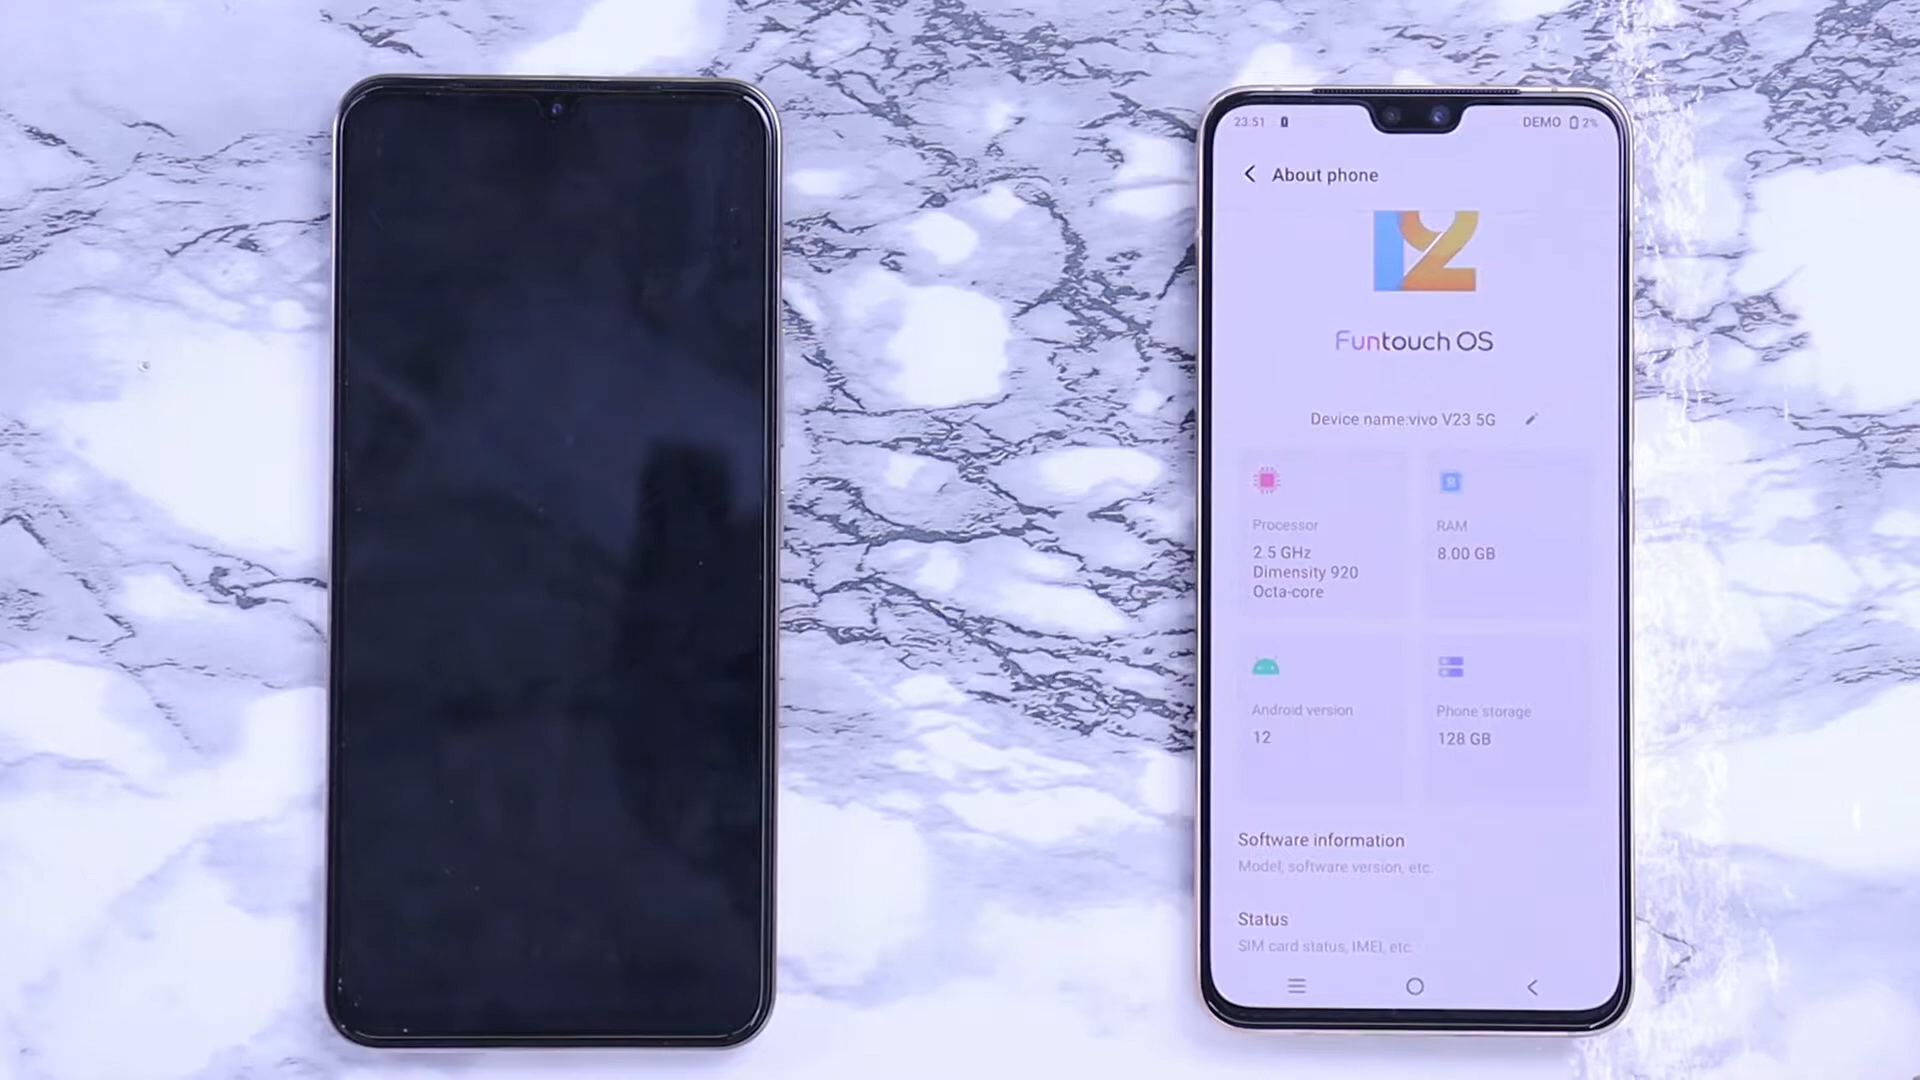 23:51
DEMO 2%
About phone
12
Funtouch OS
Device name:vivo V23 5G
Processor
2.5 GHz
Dimensity 920
Octa-core
RAM
8.00 GB
Android version
12
Phone storage
128 GB
Software information
Model, software version, etc.
Status
SIM card status, IMEI, etc.